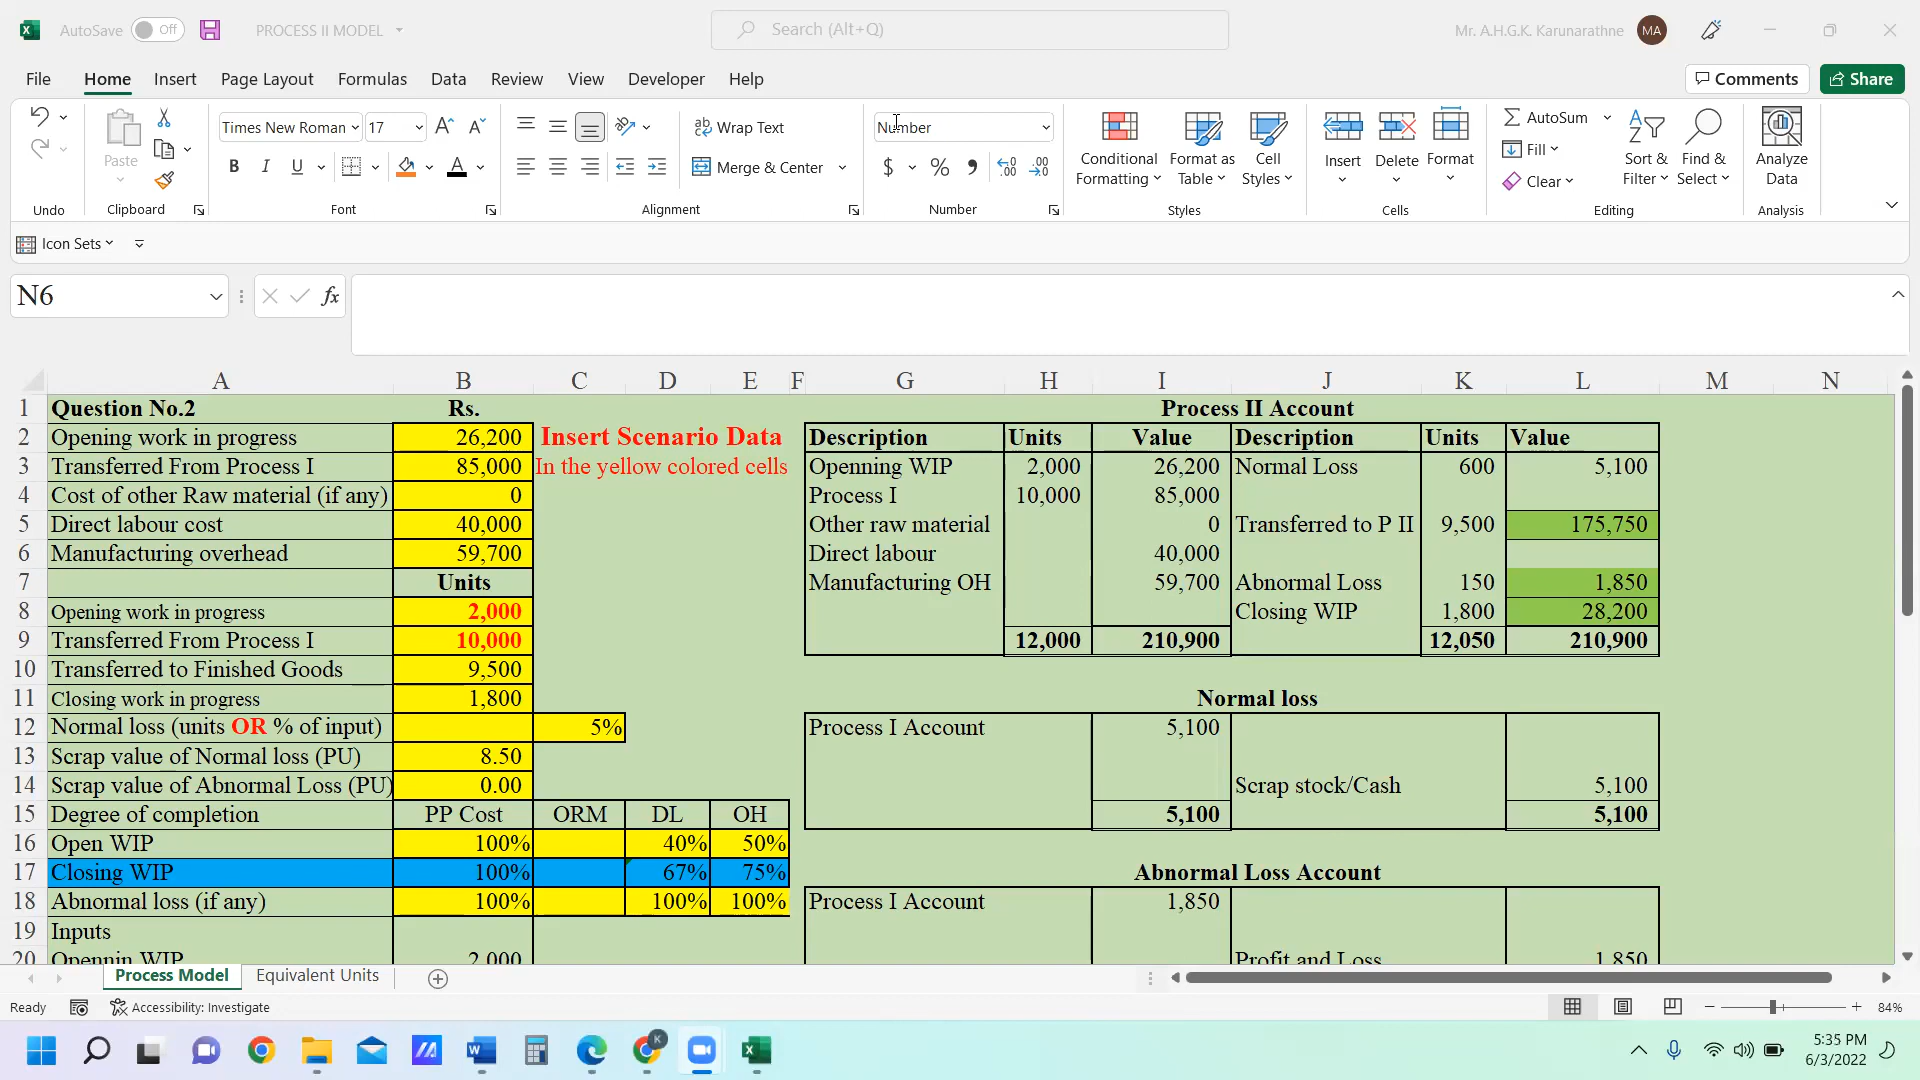 AutoSave Off PROCESS II MODEL Search (Alt+Q) Mr. A.H.G.K. Karunarathne MA
File Home Insert Page Layout Formulas Data Review View Developer Help Comments Share
Times New Roman 17 Wrap Text Number AutoSum
Paste Conditional Formatting Format as Table Cell Styles Insert Delete Format Fill Sort & Filter Find & Select Analyze Data
B I U Merge & Center $ % Clear
Undo Clipboard Font Alignment Number Styles Cells Editing Analysis
Icon Sets
N6 fx
A B C D E F G H I J K L M N
1 Question No.2 Rs. Process II Account
2 Opening work in progress 26,200 Insert Scenario Data Description Units Value Description Units Value
3 Transferred From Process I 85,000 In the yellow colored cells Openning WIP 2,000 26,200 Normal Loss 600 5,100
4 Cost of other Raw material (if any) 0 Process I 10,000 85,000
5 Direct labour cost 40,000 Other raw material 0 Transferred to P II 9,500 175,750
6 Manufacturing overhead 59,700 Direct labour 40,000
7 Units Manufacturing OH 59,700 Abnormal Loss 150 1,850
8 Opening work in progress 2,000 Closing WIP 1,800 28,200
9 Transferred From Process I 10,000 12,000 210,900 12,050 210,900
10 Transferred to Finished Goods 9,500
11 Closing work in progress 1,800 Normal loss
12 Normal loss (units OR % of input) 5% Process I Account 5,100
13 Scrap value of Normal loss (PU) 8.50
14 Scrap value of Abnormal Loss (PU) 0.00 Scrap stock/Cash 5,100
15 Degree of completion PP Cost ORM DL OH 5,100 5,100
16 Open WIP 100% 40% 50%
17 Closing WIP 100% 67% 75% Abnormal Loss Account
18 Abnormal loss (if any) 100% 100% 100% Process I Account 1,850
19 Inputs
20 Opennin WIP 2,000 Profit and Loss 1,850
Process Model Equivalent Units
Ready Accessibility: Investigate 84%
5:35 PM
6/3/2022